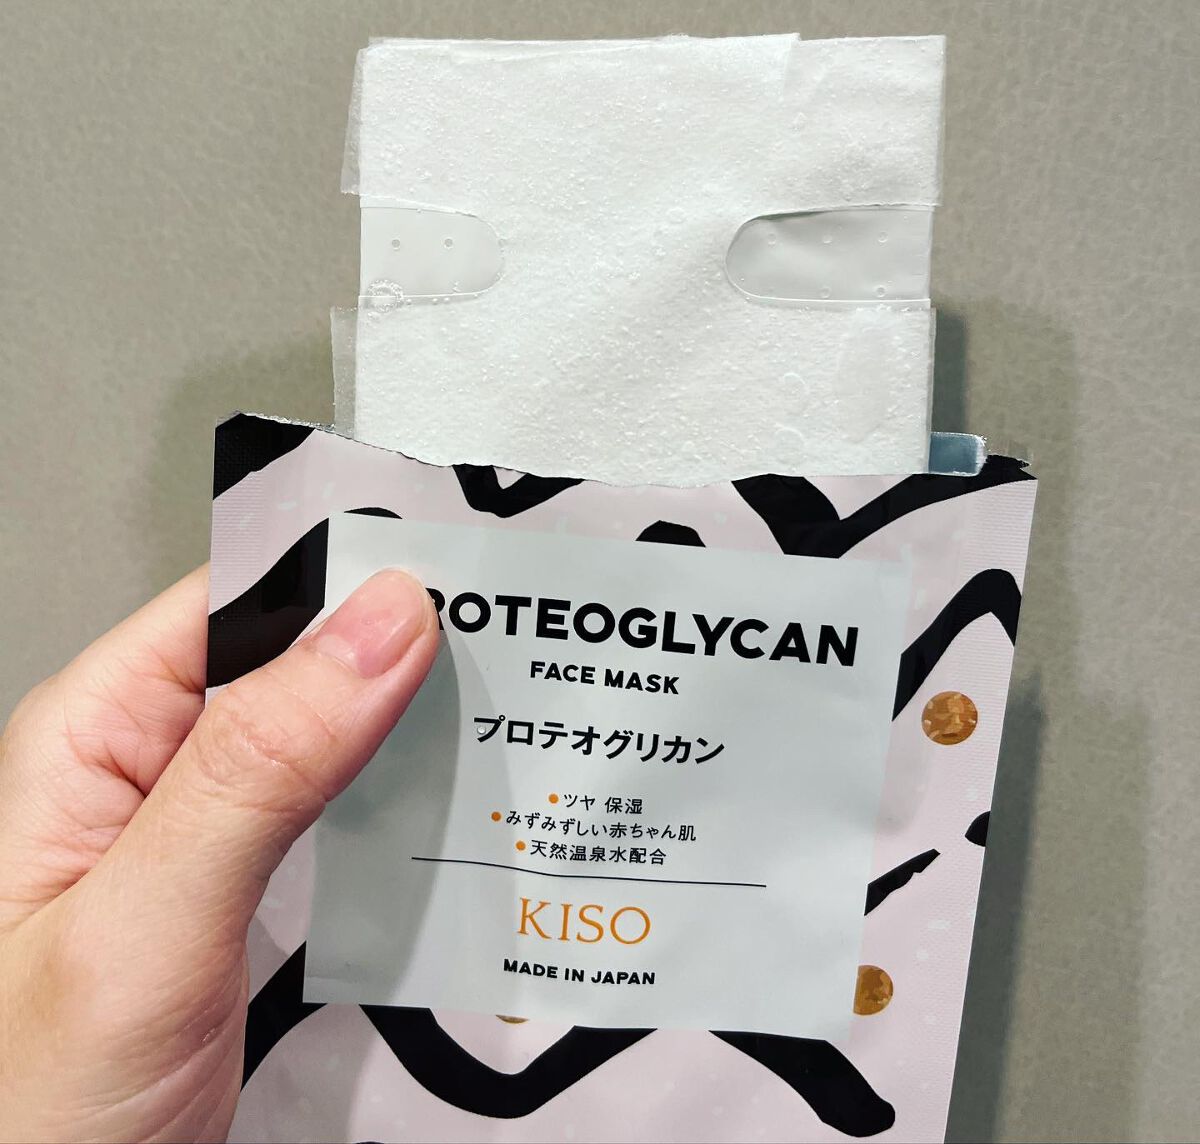 PROTEOGLYCAN
FACE MASK
プロテオグリカン
ツヤ 保湿
みずみずしい赤ちゃん肌
天然温泉水配合
KISO
MADE IN JAPAN